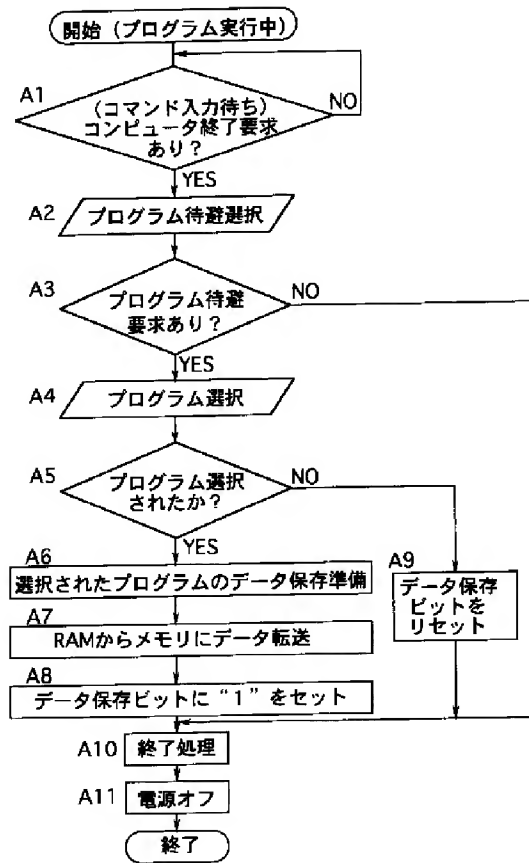 開始(プログラム実行中)
A1
(コマンド入力待ち)
コンピュータ終了要求
あり?
NO
YES
A2
プログラム待避選択
A3
プログラム待避
要求あり?
NO
YES
A4
プログラム選択
A5
プログラム選択
されたか?
NO
YES
A6
選択されたプログラムのデータ保存準備
A7
RAMからメモリにデータ転送
A8
データ保存ビットに“1”をセット
A9
データ保存
ビットを
リセット
A10
終了処理
A11
電源オフ
終了